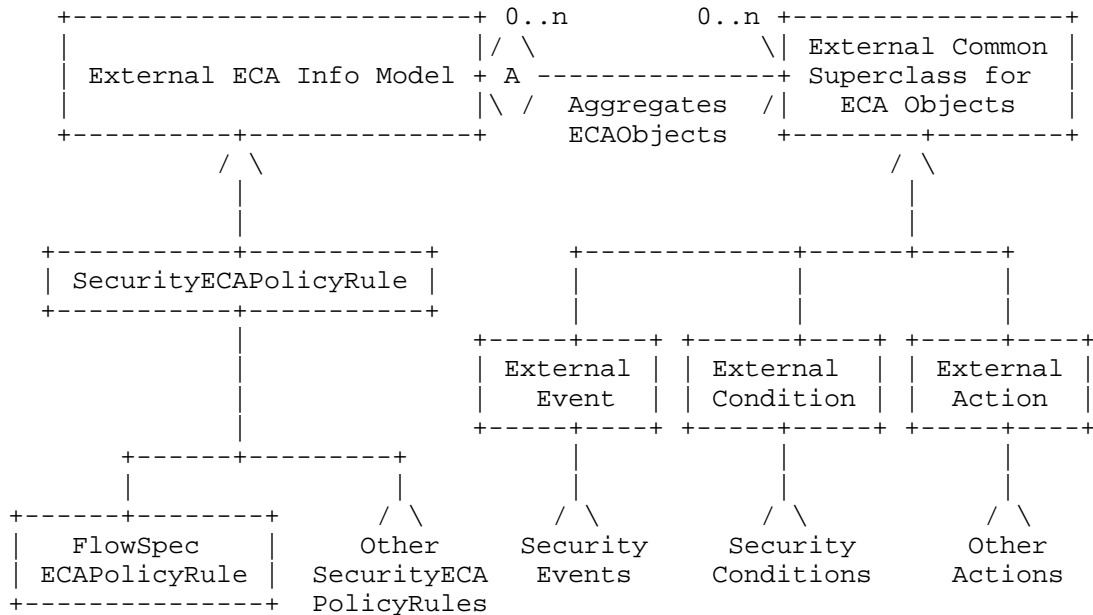 0..n 0..n
External Common
External ECA Info Model A Superclass for
Aggregates ECA Objects
ECAObjects
SecurityECAPolicyRule
External External External
Event Condition Action
FlowSpec Other Security Security Other
ECAPolicyRule SecurityECA Events Conditions Actions
PolicyRules